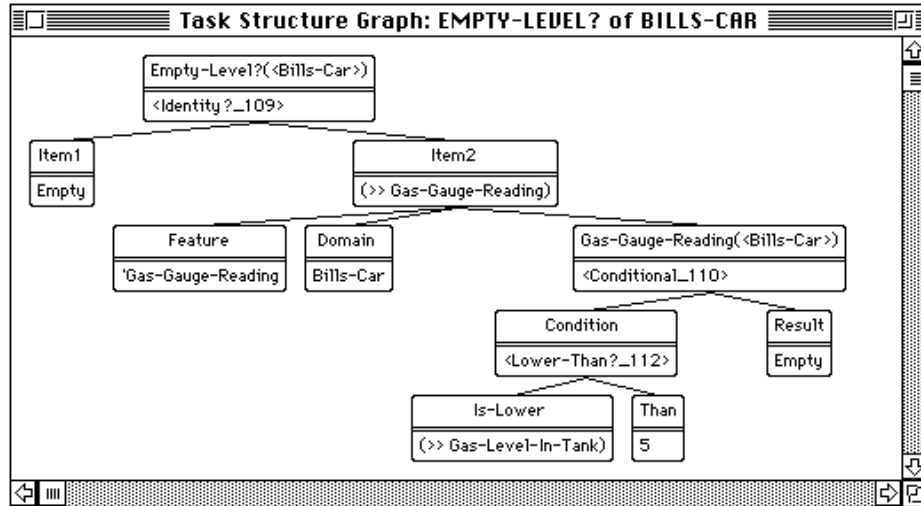 Task Structure Graph: EMPTY-LEVEL? of BILLS-CAR
Empty-Level?(<Bills-Car>)
<Identity?_109>
Item1
Empty
Item2
(>> Gas-Gauge-Reading)
Feature
'Gas-Gauge-Reading
Domain
Bills-Car
Gas-Gauge-Reading(<Bills-Car>)
<Conditional_110>
Condition
<Lower-Than?_112>
Result
Empty
Is-Lower
(>> Gas-Level-In-Tank)
Than
5